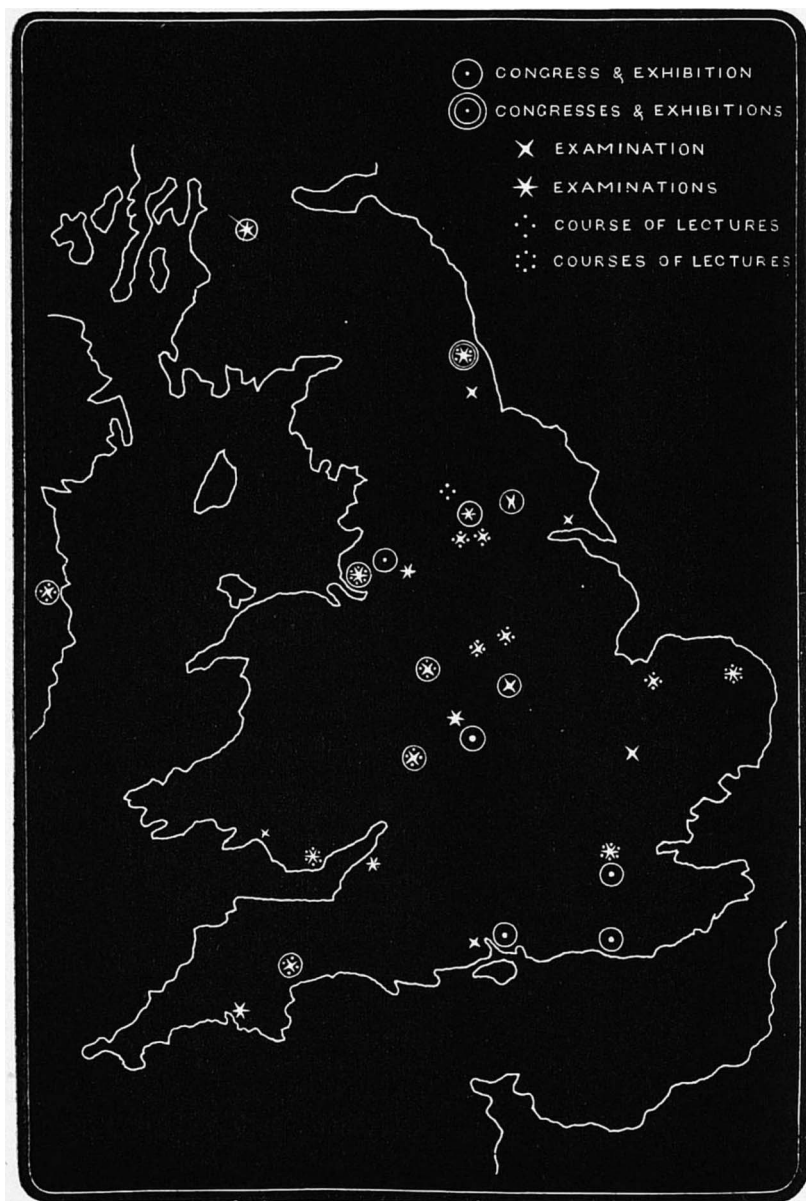 CONGRESS & EXHIBITION
CONGRESSES & EXHIBITIONS
EXAMINATION
EXAMINATIONS
COURSE OF LECTURES
COURSES OF LECTURES